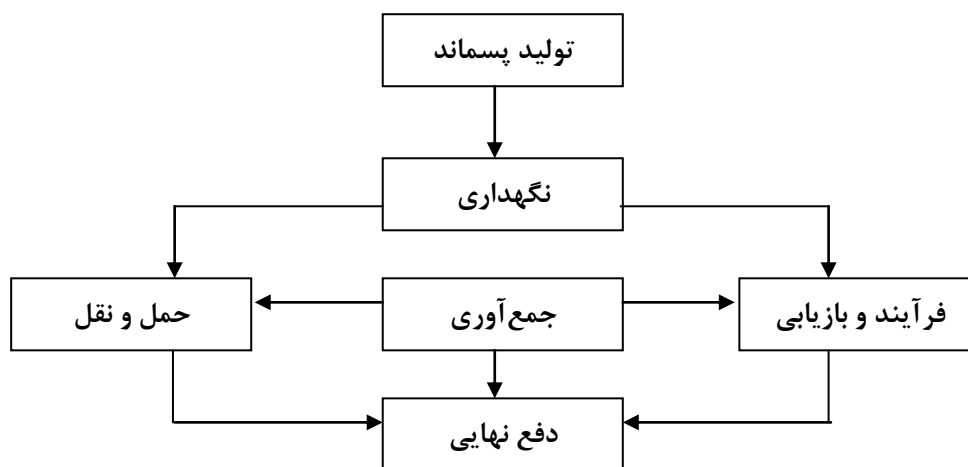 تولید پسماند
نگهداری
فرآیند و بازیابی
جمع‌آوری
حمل و نقل
دفع نهایی